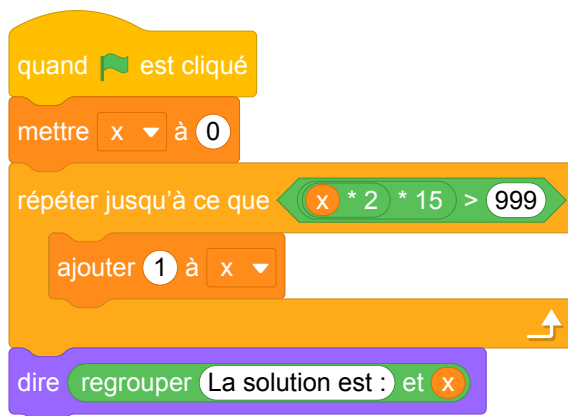 quand est cliqué
mettre x à 0
répéter jusqu’à ce que x * 2 * 15 > 999
ajouter 1 à x
dire regrouper La solution est : et x